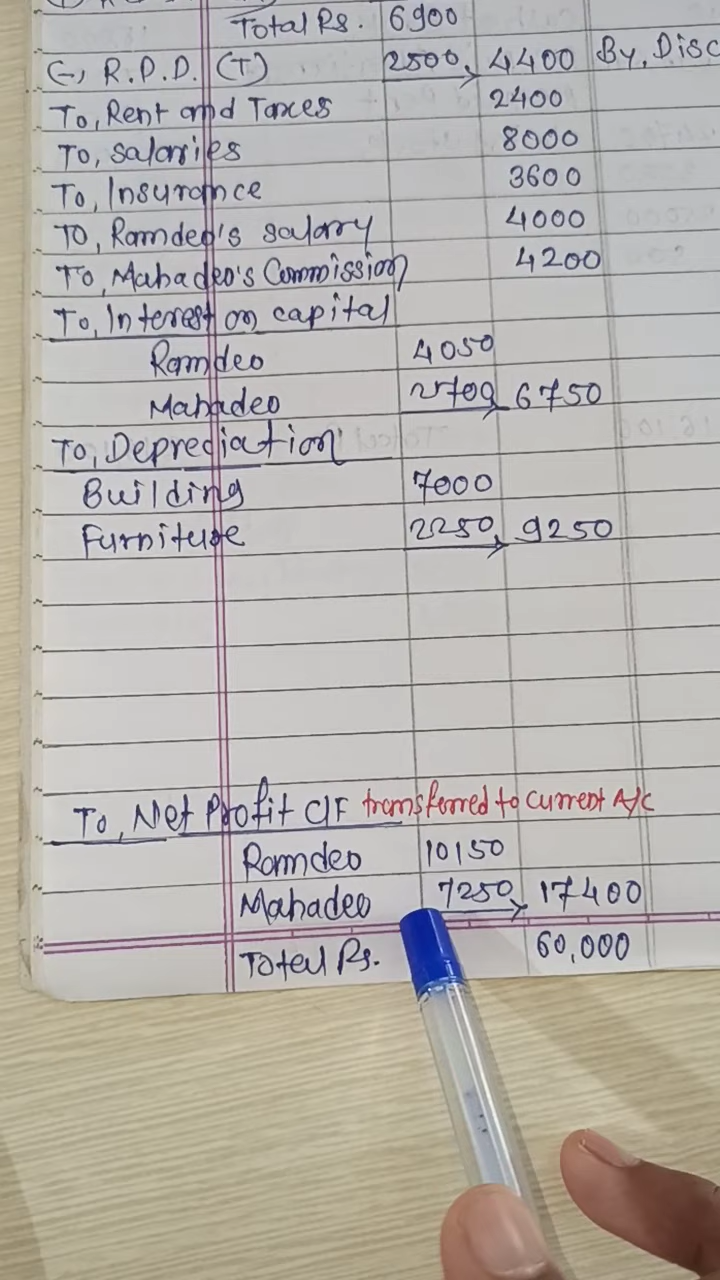 Total Rs. 6900
(-) R.D.D. (T) 2500 4400 By, Disc
To, Rent and Taxes 2400
To, Salaries 8000
To, Insurance 3600
TO, Ramdeo's salary 4000
To, Mahadeo's Commission 4200
To, Interest on capital
Ramdeo 4050
Mahadeo 2700 6750
To, Depreciation
Building 7000
Furniture 2250 9250
To, Net Profit C/F transferred to Current A/C
Ramdeo 10150
Mahadeo 7250 17400
Total Rs. 60,000